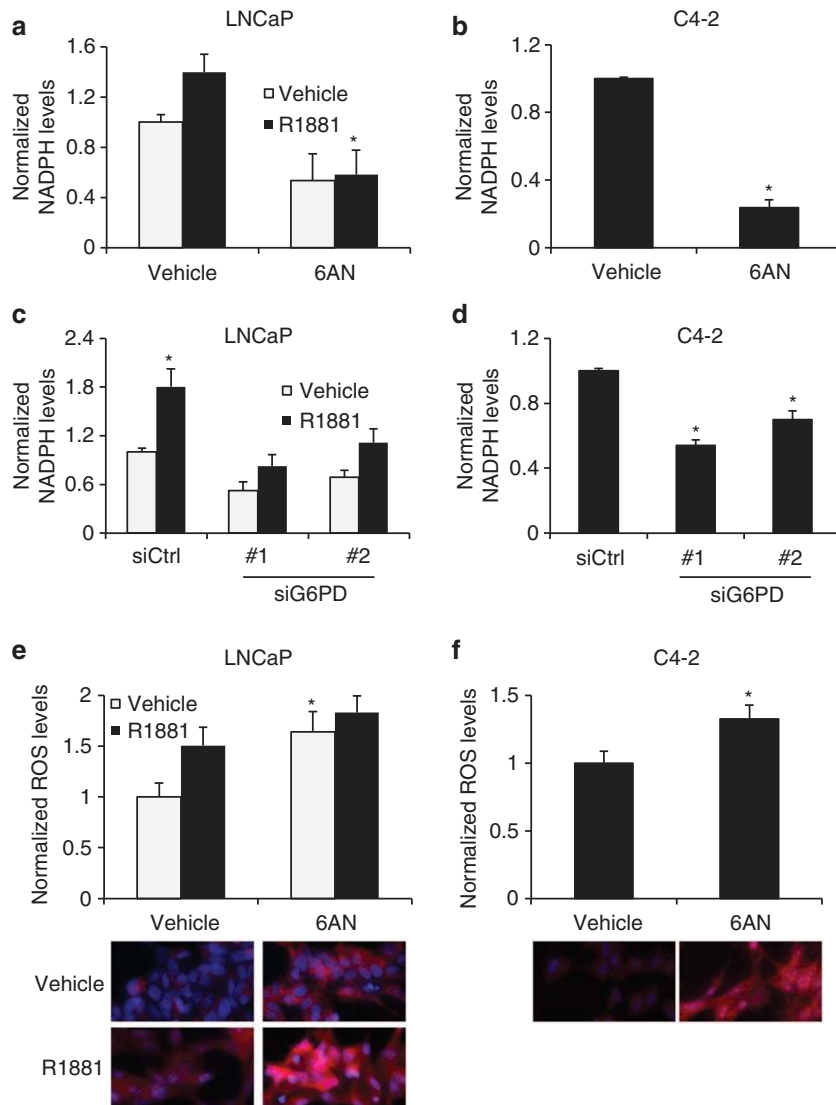 a
LNCaP
Normalized
NADPH levels
1.6
1.2
0.8
0.4
0
Vehicle
R1881
*
Vehicle
6AN
b
C4-2
Normalized
NADPH levels
1.2
0.8
0.4
0
*
Vehicle
6AN
c
LNCaP
Normalized
NADPH levels
2.4
1.8
1.2
0.6
0
*
Vehicle
R1881
siCtrl
#1
#2
siG6PD
d
C4-2
Normalized
NADPH levels
1.2
0.8
0.4
0
*
*
siCtrl
#1
#2
siG6PD
e
LNCaP
Normalized ROS levels
2
1.5
1
0.5
0
Vehicle
R1881
*
Vehicle
6AN
Vehicle
R1881
f
C4-2
Normalized ROS levels
1.5
1
0.5
0
*
Vehicle
6AN